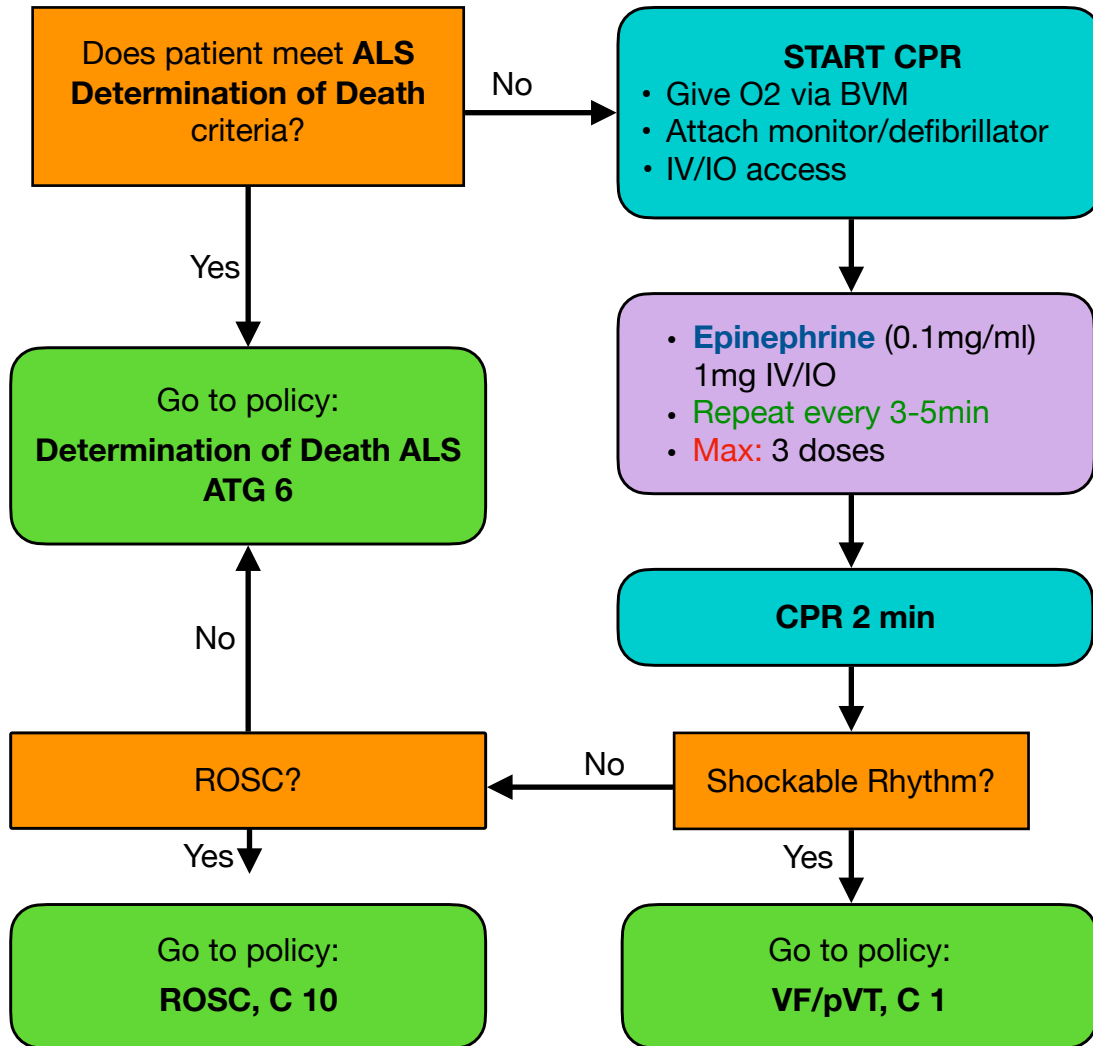 Does patient meet ALS
Determination of Death
criteria?
No
START CPR
• Give O2 via BVM
• Attach monitor/defibrillator
• IV/IO access
Yes
• Epinephrine (0.1mg/ml)
1mg IV/IO
• Repeat every 3-5min
• Max: 3 doses
Go to policy:
Determination of Death ALS
ATG 6
CPR 2 min
No
ROSC?
No
Shockable Rhythm?
Yes
Yes
Go to policy:
ROSC, C 10
Go to policy:
VF/pVT, C 1